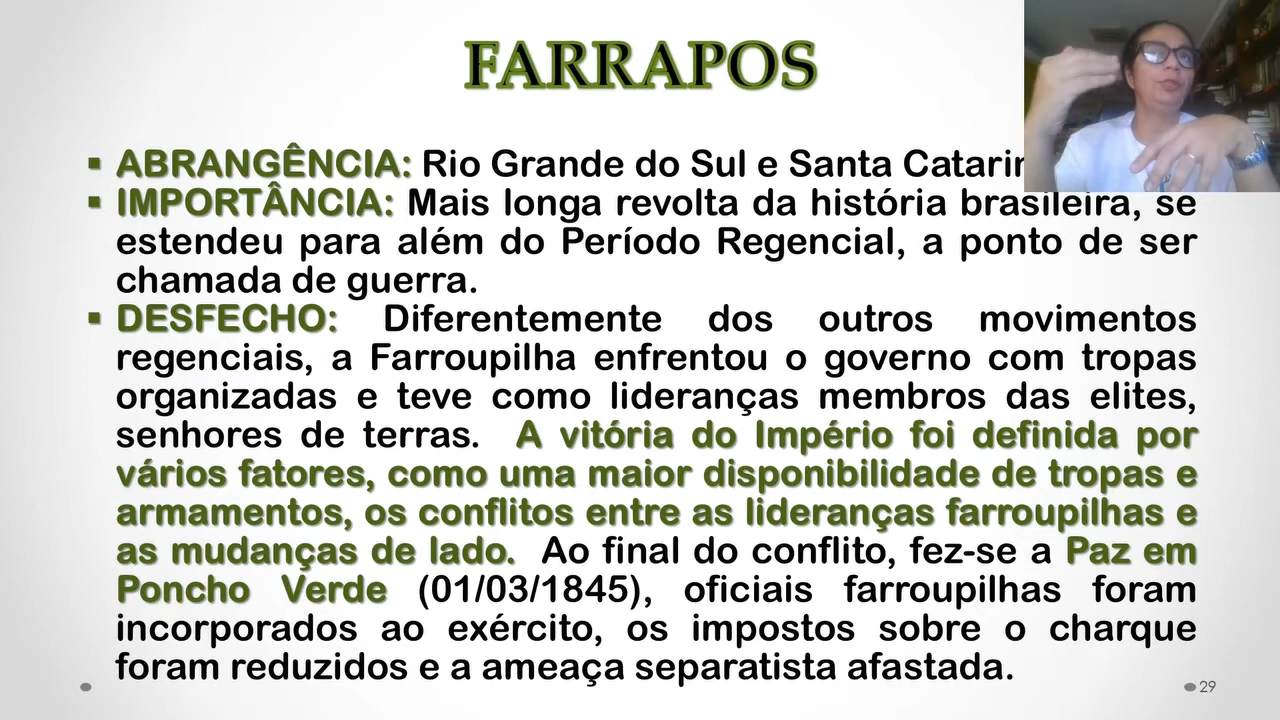 FARRAPOS
▪ ABRANGÊNCIA: Rio Grande do Sul e Santa
▪ IMPORTÂNCIA: Mais longa revolta da história brasileira, se
estendeu para além do Período Regencial, a ponto de ser
chamada de guerra.
▪ DESFECHO: Diferentemente dos outros movimentos
regenciais, a Farroupilha enfrentou o governo com tropas
organizadas e teve como lideranças membros das elites,
senhores de terras. A vitória do Império foi definida por
vários fatores, como uma maior disponibilidade de tropas e
armamentos, os conflitos entre as lideranças farroupilhas e
as mudanças de lado. Ao final do conflito, fez-se a Paz em
Poncho Verde (01/03/1845), oficiais farroupilhas foram
incorporados ao exército, os impostos sobre o charque
foram reduzidos e a ameaça separatista afastada.
29